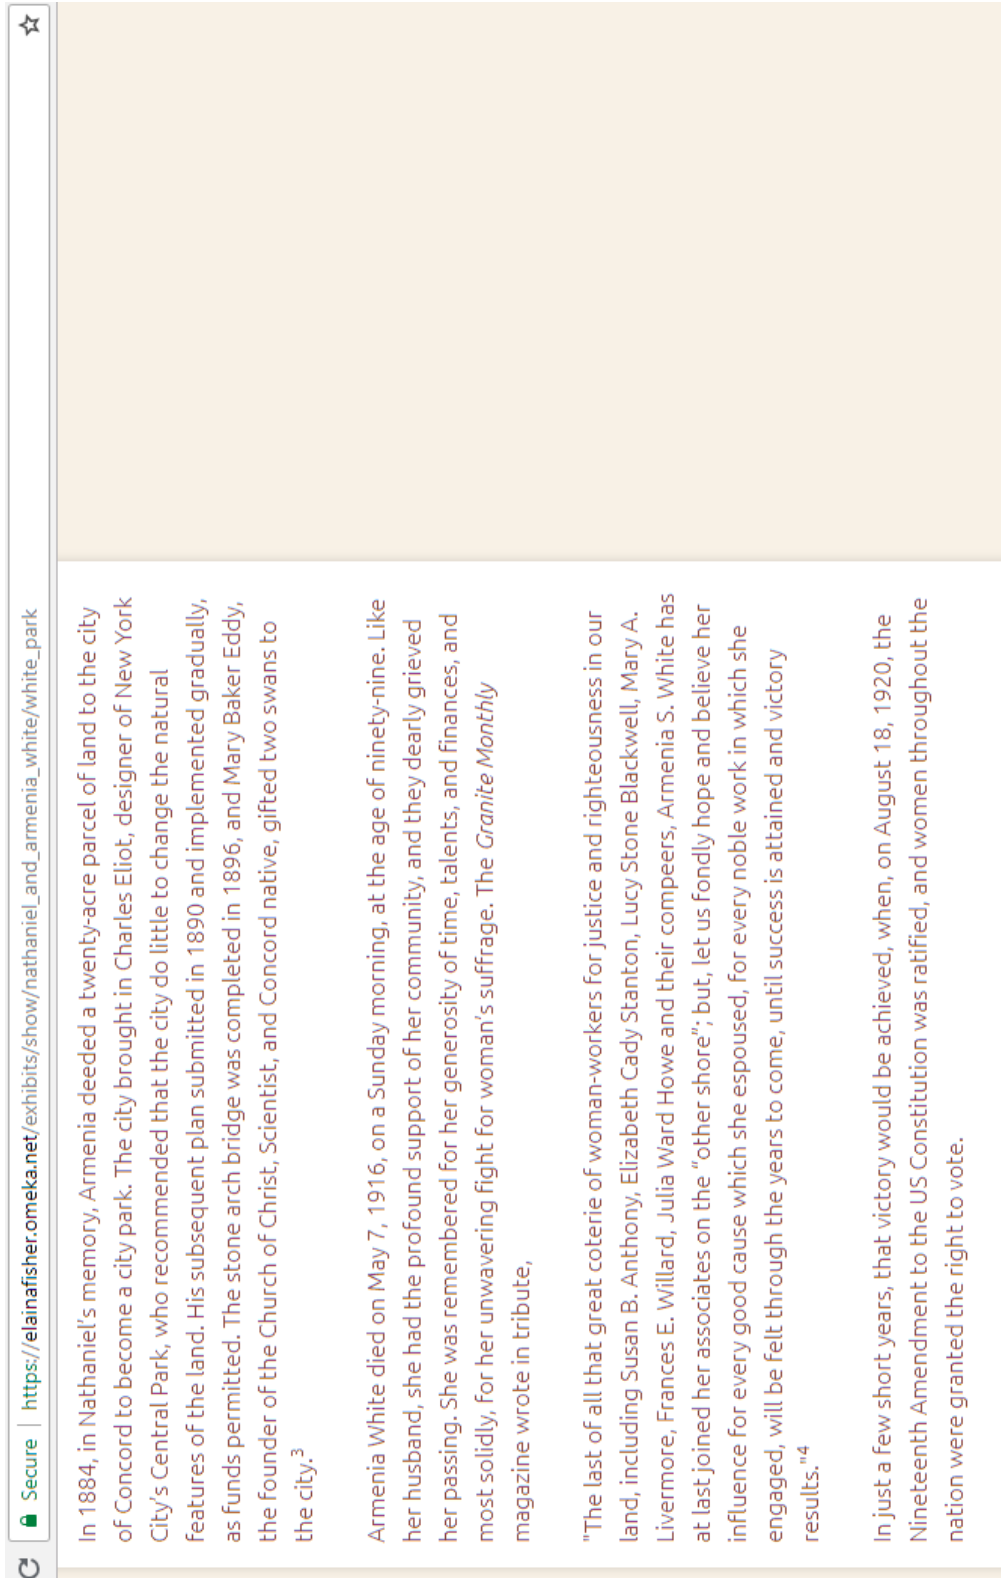 Secure https://elainafisher.omeka.net/exhibits/show/nathaniel_and_armenia_white/white_park
In 1884, in Nathaniel's memory, Armenia deeded a twenty-acre parcel of land to the city
of Concord to become a city park. The city brought in Charles Eliot, designer of New York
City's Central Park, who recommended that the city do little to change the natural
features of the land. His subsequent plan submitted in 1890 and implemented gradually,
as funds permitted. The stone arch bridge was completed in 1896, and Mary Baker Eddy,
the founder of the Church of Christ, Scientist, and Concord native, gifted two swans to
the city.3
Armenia White died on May 7, 1916, on a Sunday morning, at the age of ninety-nine. Like
her husband, she had the profound support of her community, and they dearly grieved
her passing. She was remembered for her generosity of time, talents, and finances, and
most solidly, for her unwavering fight for woman's suffrage. The Granite Monthly
magazine wrote in tribute,
"The last of all that great coterie of woman-workers for justice and righteousness in our
land, including Susan B. Anthony, Elizabeth Cady Stanton, Lucy Stone Blackwell, Mary A.
Livermore, Frances E. Willard, Julia Ward Howe and their compeers, Armenia S. White has
at last joined her associates on the “other shore”; but, let us fondly hope and believe her
influence for every good cause which she espoused, for every noble work in which she
engaged, will be felt through the years to come, until success is attained and victory
results."4
In just a few short years, that victory would be achieved, when, on August 18, 1920, the
Nineteenth Amendment to the US Constitution was ratified, and women throughout the
nation were granted the right to vote.